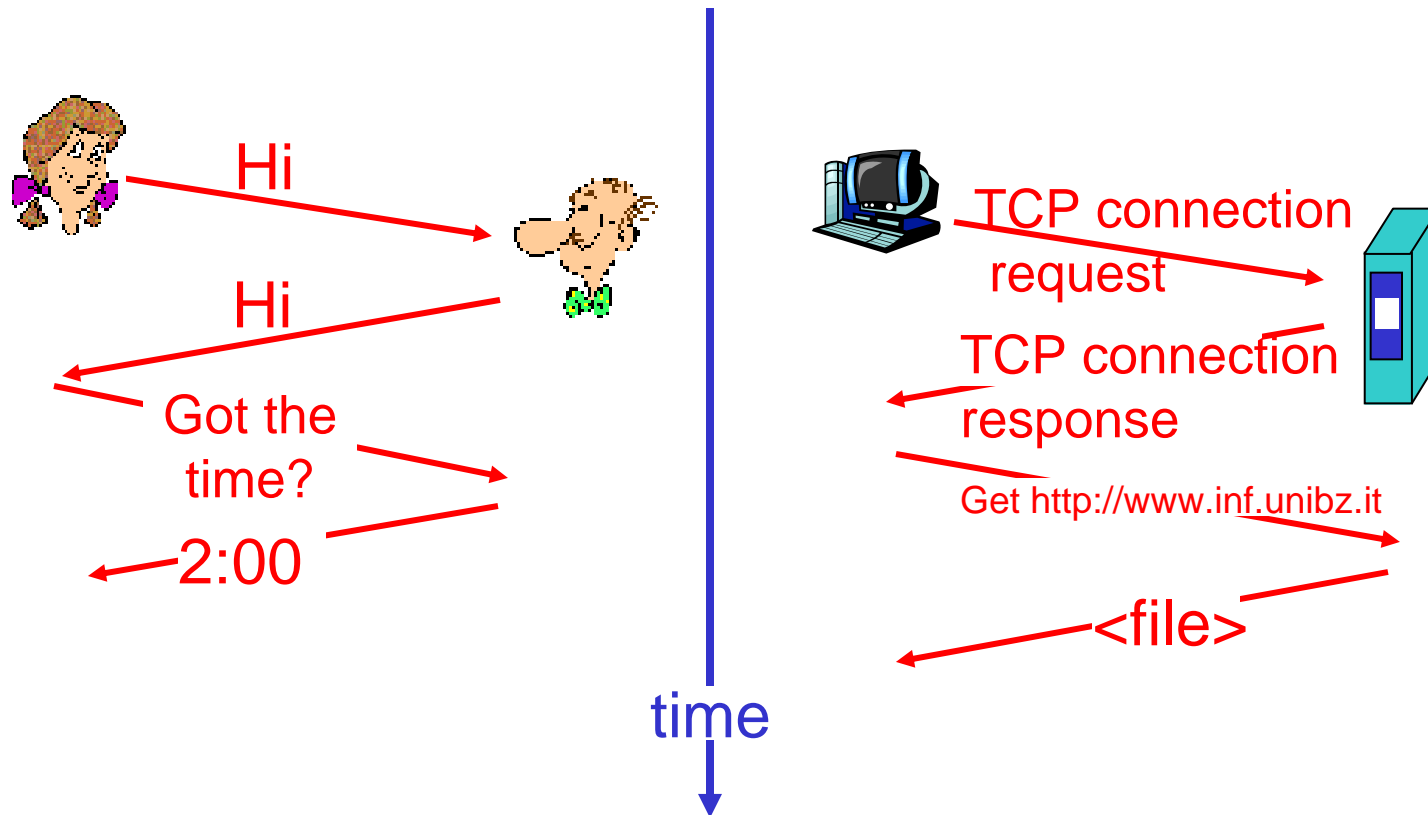 Hi
Hi
Got the
time?
2:00
time
TCP connection
request
TCP connection
response
Get http://www.inf.unibz.it
<file>